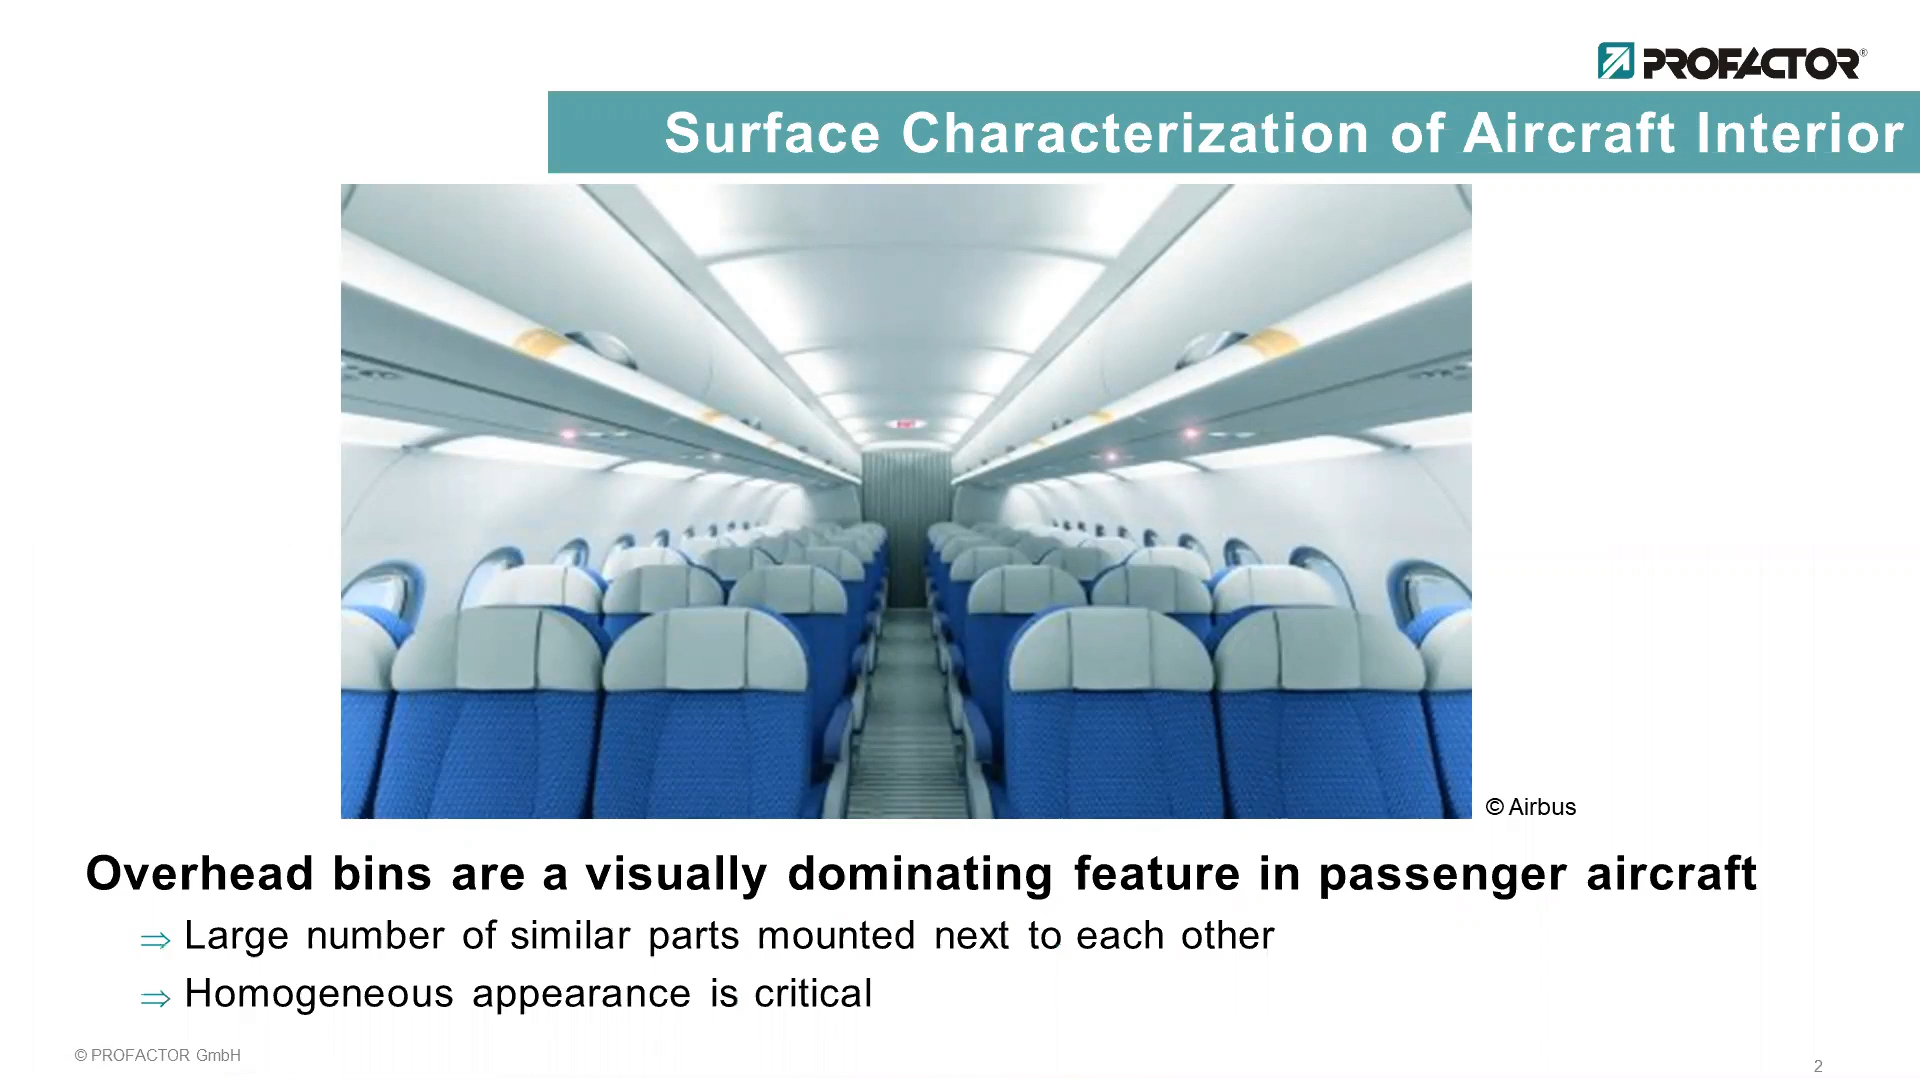 PROFACTOR®
Surface Characterization of Aircraft Interior
© Airbus
Overhead bins are a visually dominating feature in passenger aircraft
⇒ Large number of similar parts mounted next to each other
⇒ Homogeneous appearance is critical
© PROFACTOR GmbH
2